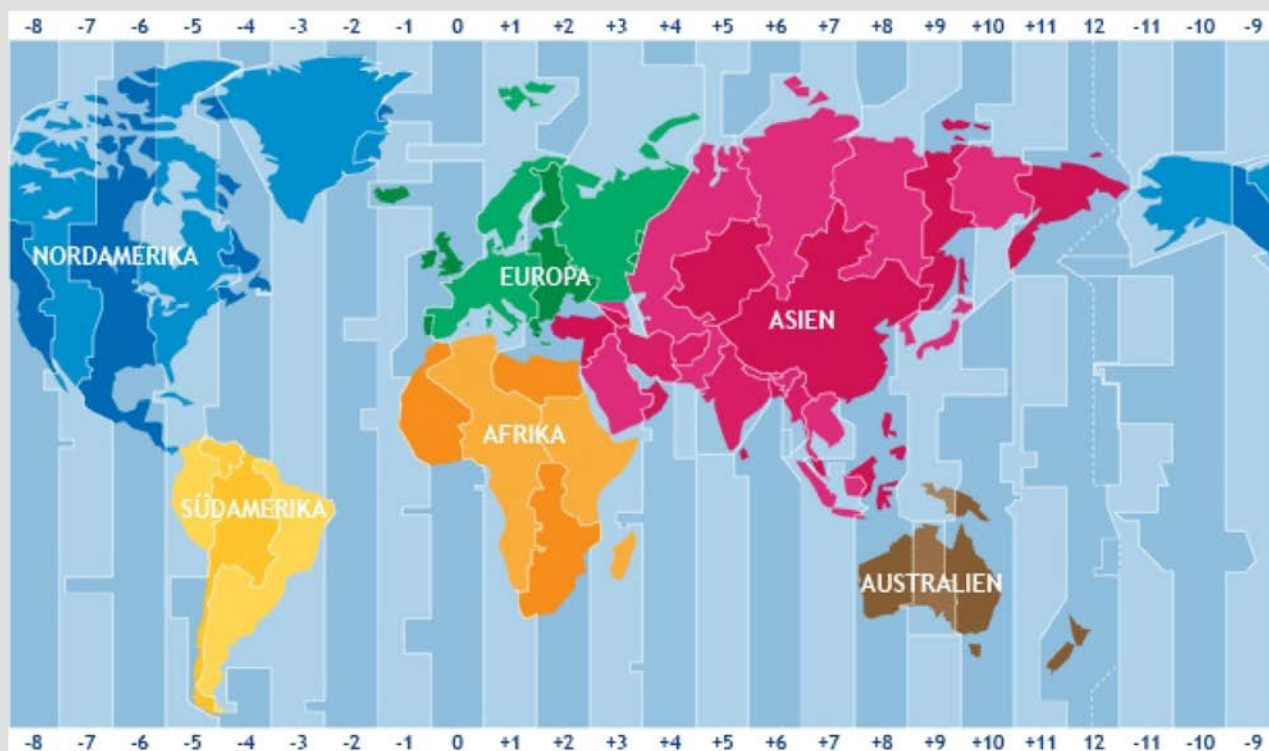 -8 -7 -6 -5 -4 -3 -2 -1 0 +1 +2 +3 +4 +5 +6 +7 +8 +9 +10 +11 12 -11 -10 -9
NORDAMERIKA
EUROPA
ASIEN
AFRIKA
SÜDAMERIKA
AUSTRALIEN
-8 -7 -6 -5 -4 -3 -2 -1 0 +1 +2 +3 +4 +5 +6 +7 +8 +9 +10 +11 12 -11 -10 -9